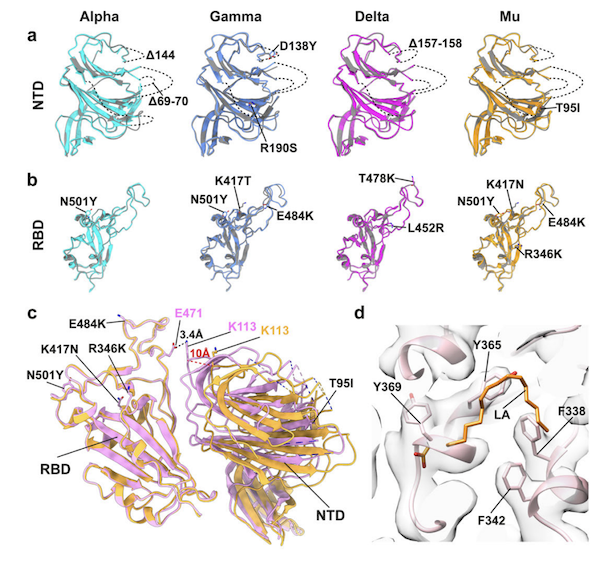 Alpha Gamma Delta Mu
a
NTD
Δ144
Δ69-70
D138Y
R190S
Δ157-158
T95I
b
RBD
N501Y
K417T
N501Y
E484K
T478K
L452R
K417N
N501Y
E484K
R346K
c
E471
E484K
3.4Å
K113
K113
K417N
R346K
10Å
N501Y
T95I
RBD
NTD
d
Y365
Y369
LA
F338
F342